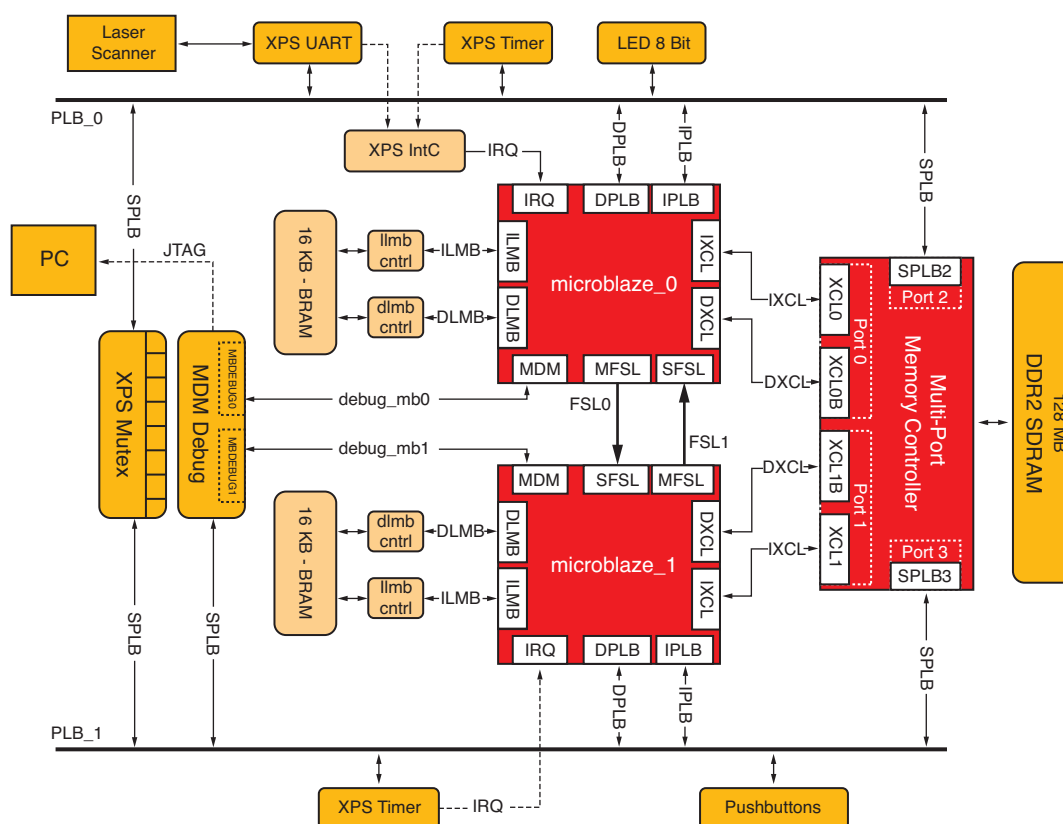 Laser
Scanner
XPS UART
XPS Timer
LED 8 Bit
PLB_0
XPS IntC
IRQ
DPLB
IPLB
SPLB
SPLB
IRQ
DPLB
IPLB
PC
JTAG
16 KB - BRAM
llmb
cntrl
ILMB
ILMB
dlmb
cntrl
DLMB
DLMB
microblaze_0
IXCL
DXCL
IXCL
DXCL
MDM
MFSL
SFSL
XCL0
Port 0
XCL0B
SPLB2
Port 2
Multi-Port
Memory Controller
128 MB
DDR2 SDRAM
XPS Mutex
MDM Debug
MBDEBUG0
MBDEBUG1
debug_mb0
debug_mb1
FSL0
FSL1
MDM
SFSL
MFSL
16 KB - BRAM
dlmb
cntrl
DLMB
DLMB
llmb
cntrl
ILMB
ILMB
microblaze_1
DXCL
IXCL
DXCL
IXCL
XCL1B
Port 1
XCL1
Port 3
SPLB3
IRQ
DPLB
IPLB
SPLB
SPLB
DPLB
IPLB
SPLB
PLB_1
XPS Timer
IRQ
Pushbuttons